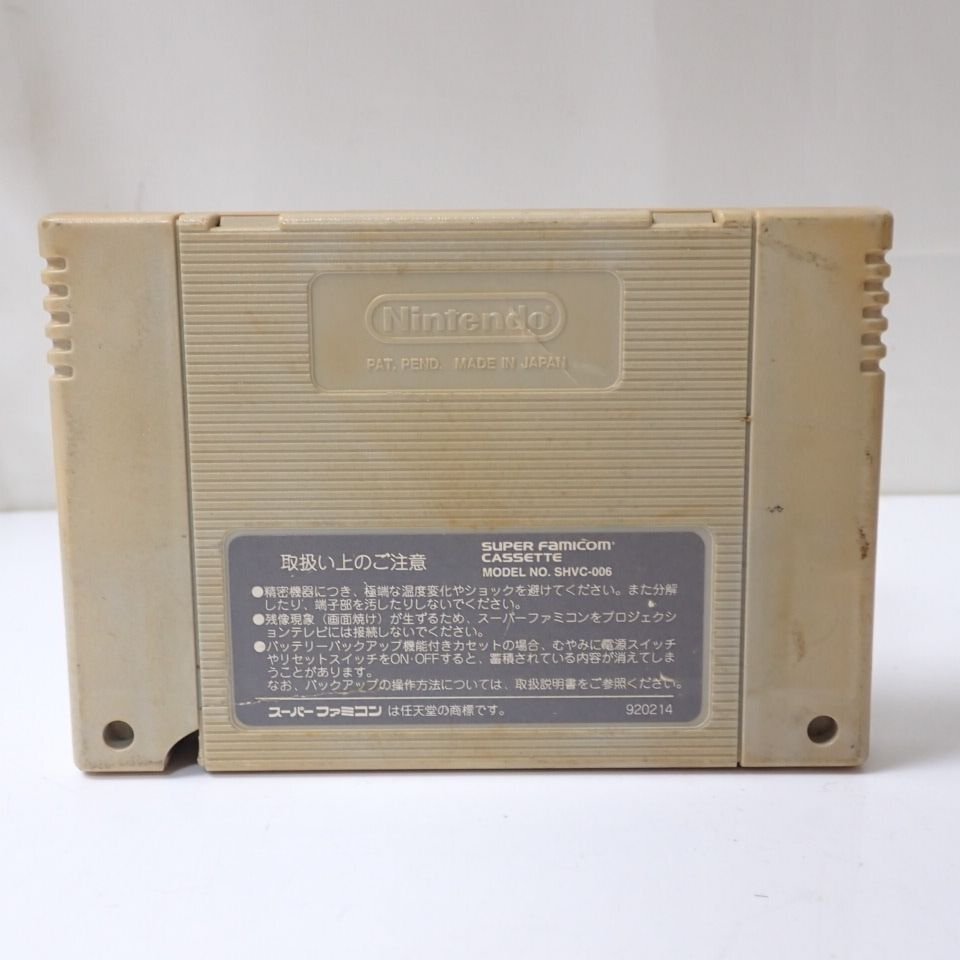 Nintendo
PAT. PEND. MADE IN JAPAN
取扱い上のご注意
SUPER FAMICOM
CASSETTE
MODEL NO. SHVC-006
●精密機器につき、極端な温度変化やショックを避けてください。また分解
したり、端子部を汚したりしないでください。
●残像現象（画面焼け）が生ずるため、スーパーファミコンをプロジェクシ
ョンテレビには接続しないでください。
●バッテリーバックアップ機能付きカセットの場合、むやみに電源スイッチ
やリセットスイッチをON・OFFすると、蓄積されている内容が消えてしま
うことがあります。
なお、バックアップの操作方法については、取扱説明書をご参照ください。
スーパーファミコン は任天堂の商標です。
920214